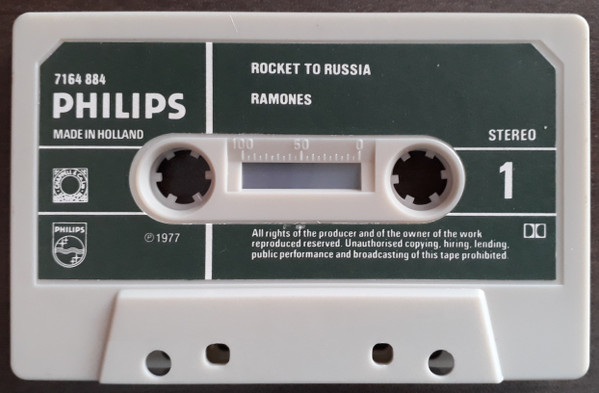 7164 884
PHILIPS
MADE IN HOLLAND
ROCKET TO RUSSIA
RAMONES
STEREO
1
100 50 0
PHILIPS
℗ 1977
All rights of the producer and of the owner of the work
reproduced reserved. Unauthorised copying, hiring, lending,
public performance and broadcasting of this tape prohibited.